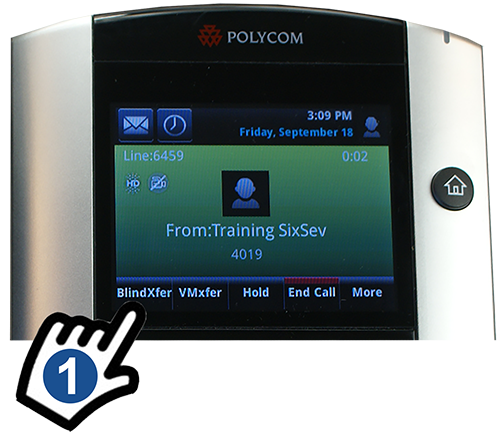 POLYCOM
3:09 PM
Friday, September 18
Line:6459 0:02
HD
From:Training SixSev
4019
BlindXfer VMxfer Hold End Call More
1